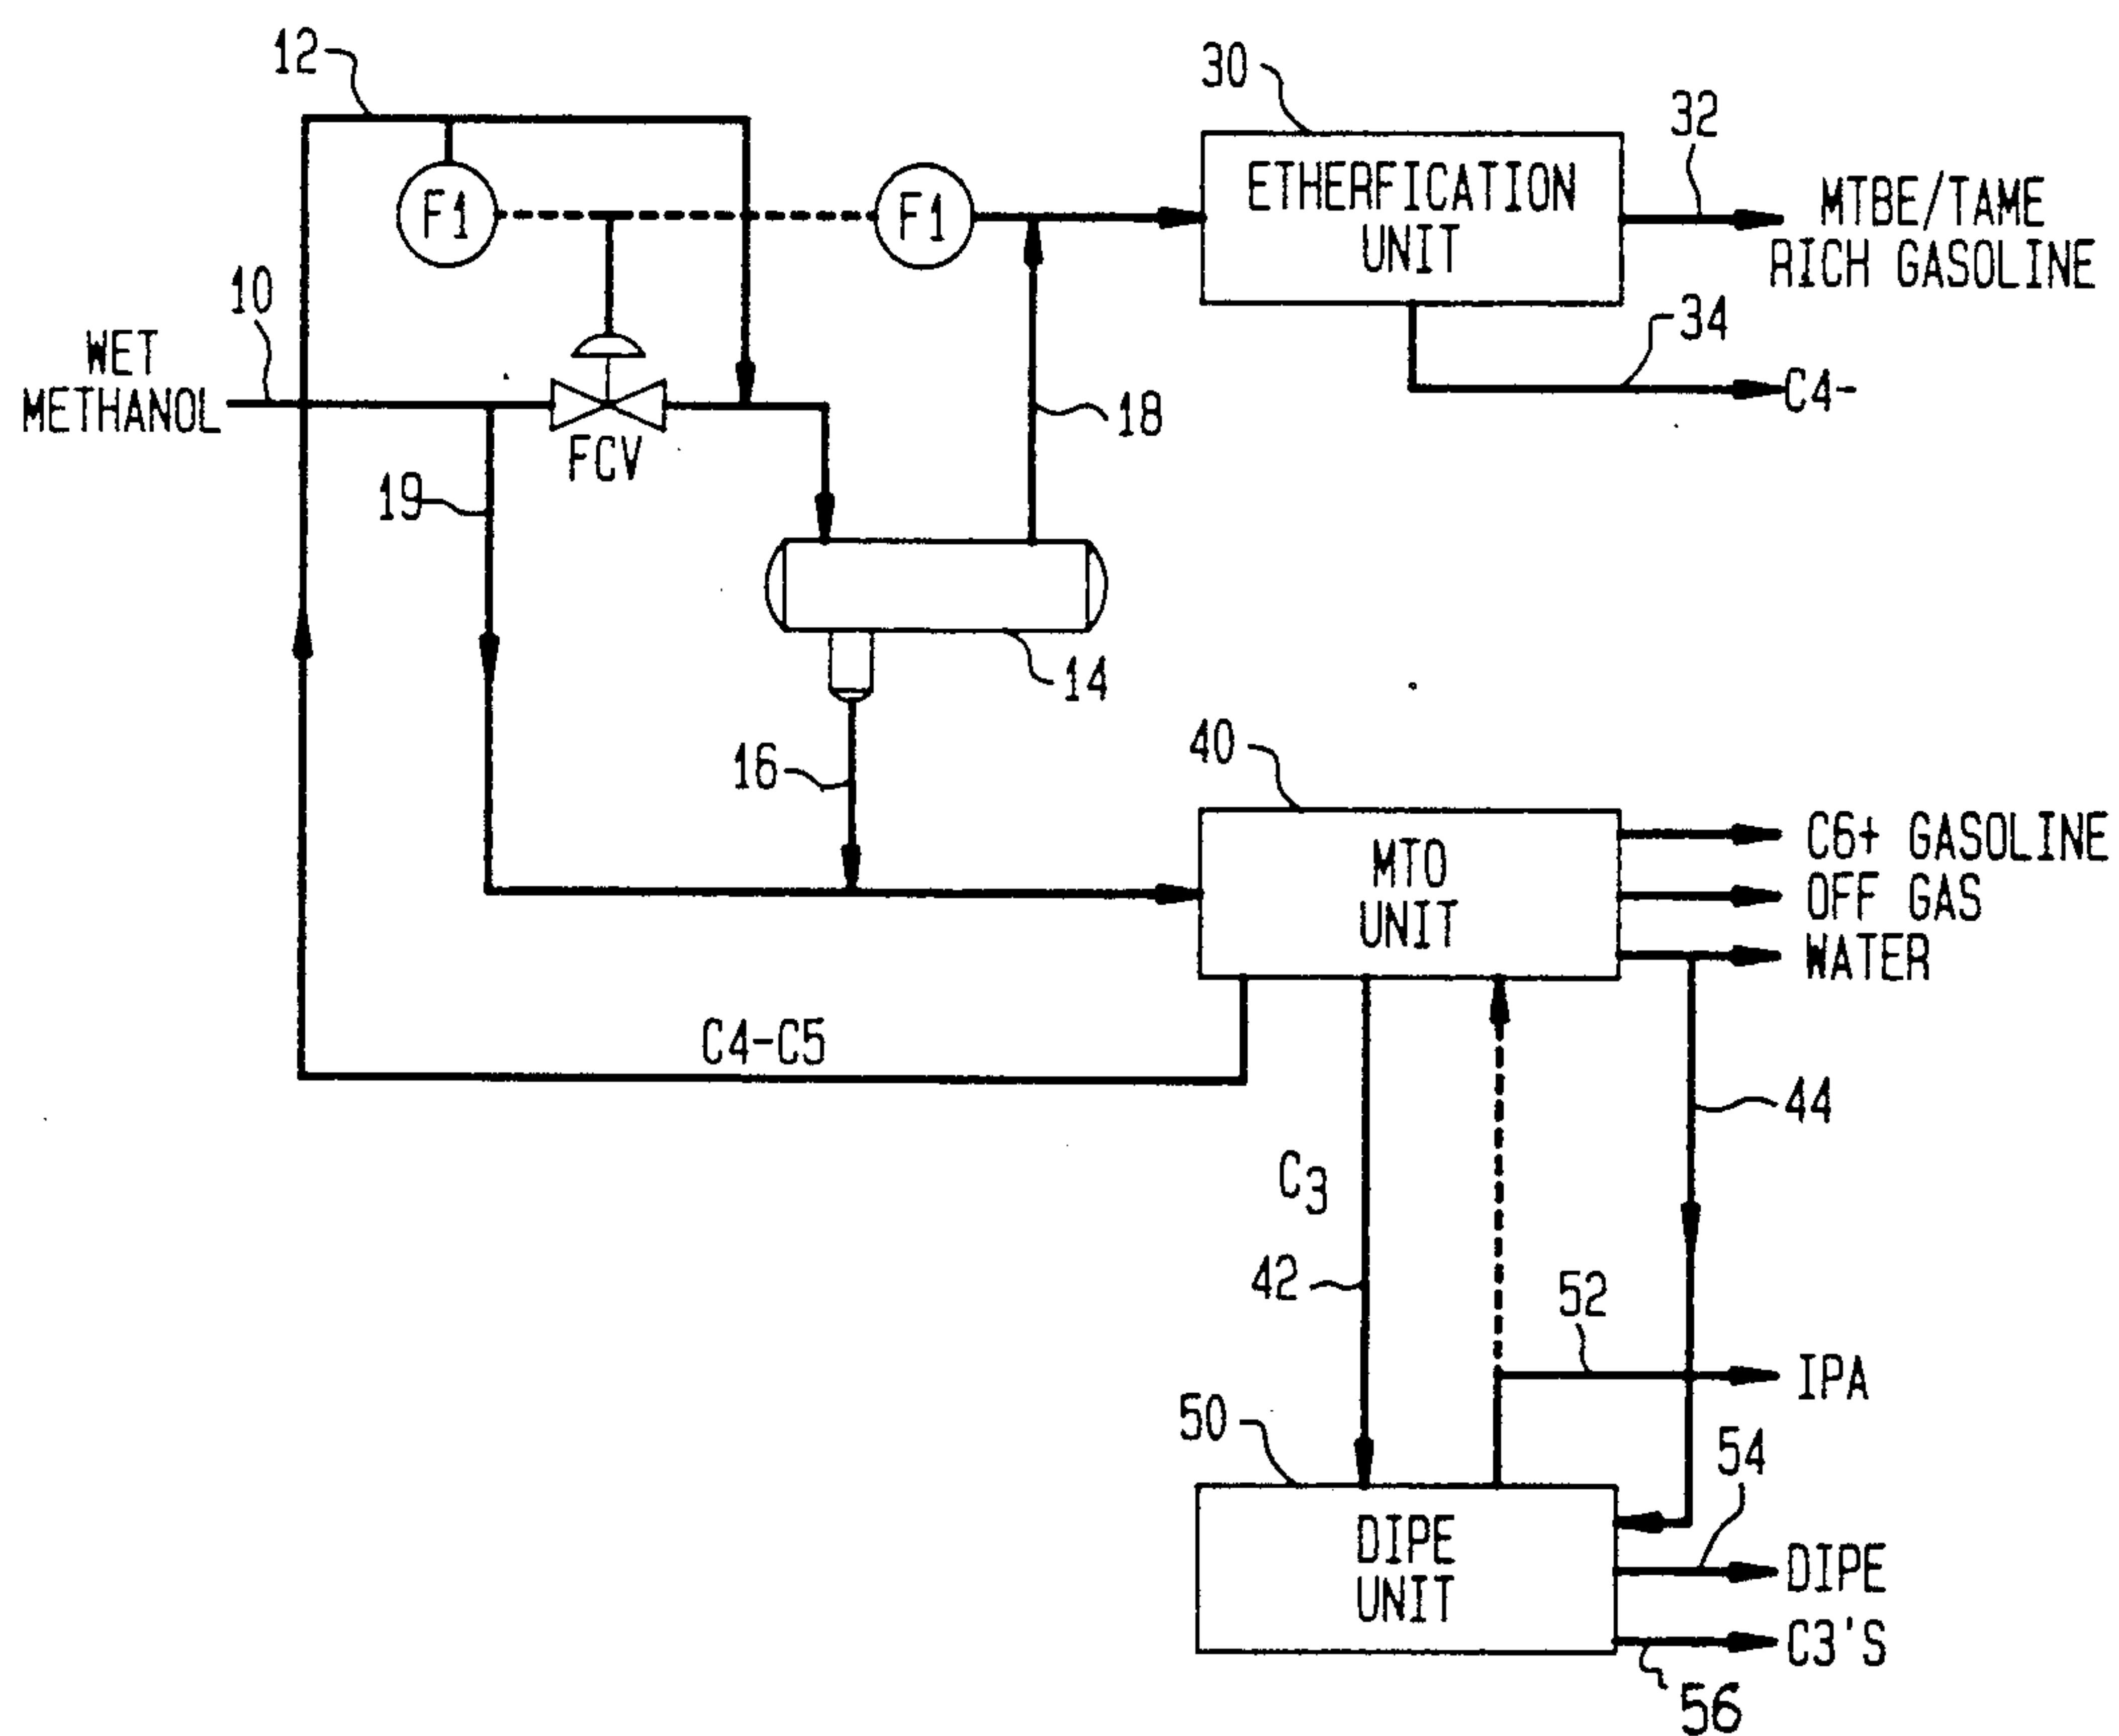 12
30
32
F1
F1
ETHERFICATION
UNIT
MTBE/TAME
RICH GASOLINE
10
34
WET
METHANOL
C4-
18
FCV
19
14
16
40
MTO
UNIT
C6+ GASOLINE
OFF GAS
WATER
C4-C5
44
C3
42
52
IPA
50
54
DIPE
UNIT
DIPE
C3'S
56